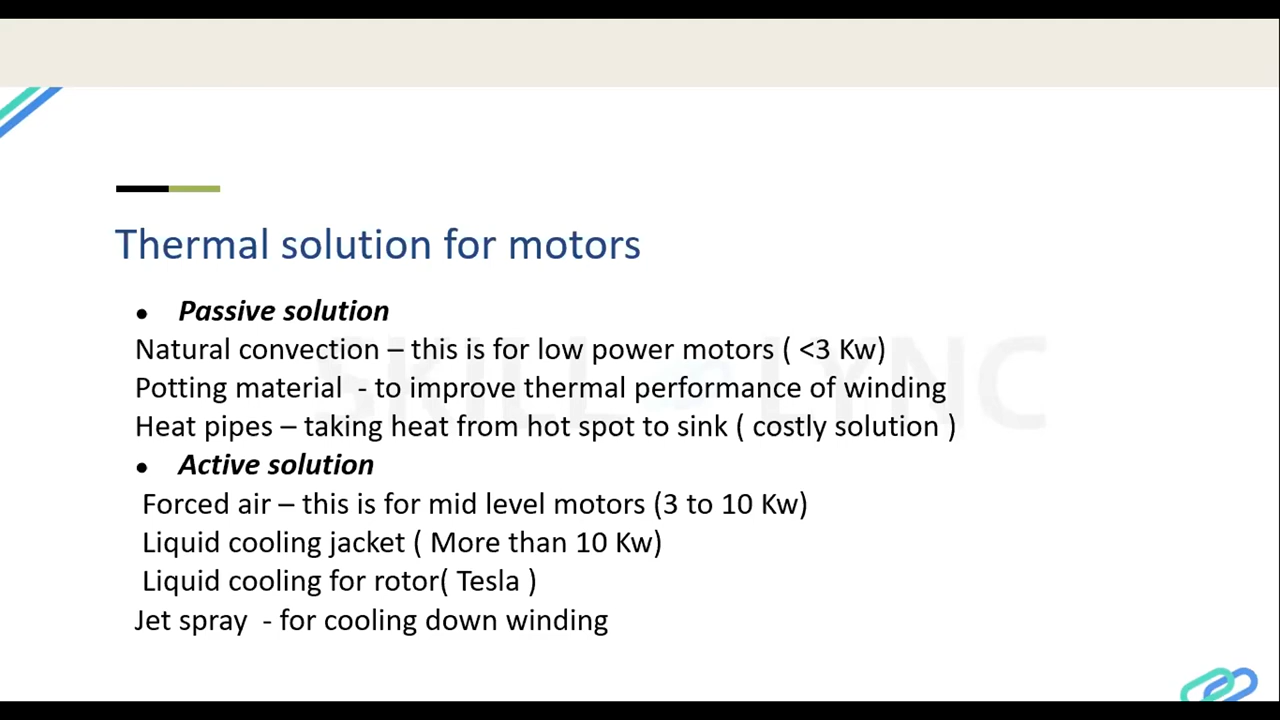 Thermal solution for motors
● Passive solution
Natural convection – this is for low power motors ( <3 Kw)
Potting material - to improve thermal performance of winding
Heat pipes – taking heat from hot spot to sink ( costly solution )
● Active solution
Forced air – this is for mid level motors (3 to 10 Kw)
Liquid cooling jacket ( More than 10 Kw)
Liquid cooling for rotor( Tesla )
Jet spray - for cooling down winding
SKILL LYNC